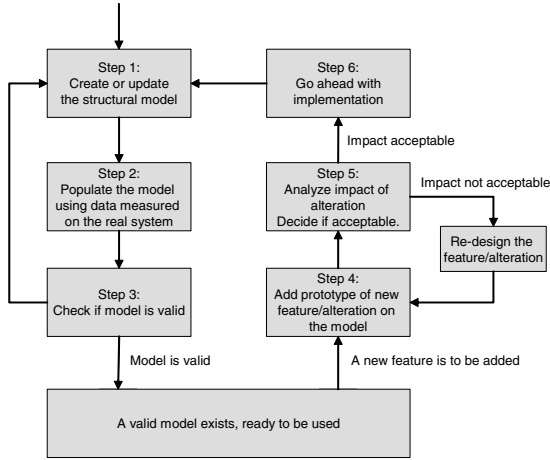 Step 1:
Create or update
the structural model
Step 6:
Go ahead with
implementation
Impact acceptable
Step 2:
Populate the model
using data measured
on the real system
Step 5:
Analyze impact of
alteration
Decide if acceptable.
Impact not acceptable
Re-design the
feature/alteration
Step 3:
Check if model is valid
Step 4:
Add prototype of new
feature/alteration on
the model
Model is valid
A new feature is to be added
A valid model exists, ready to be used